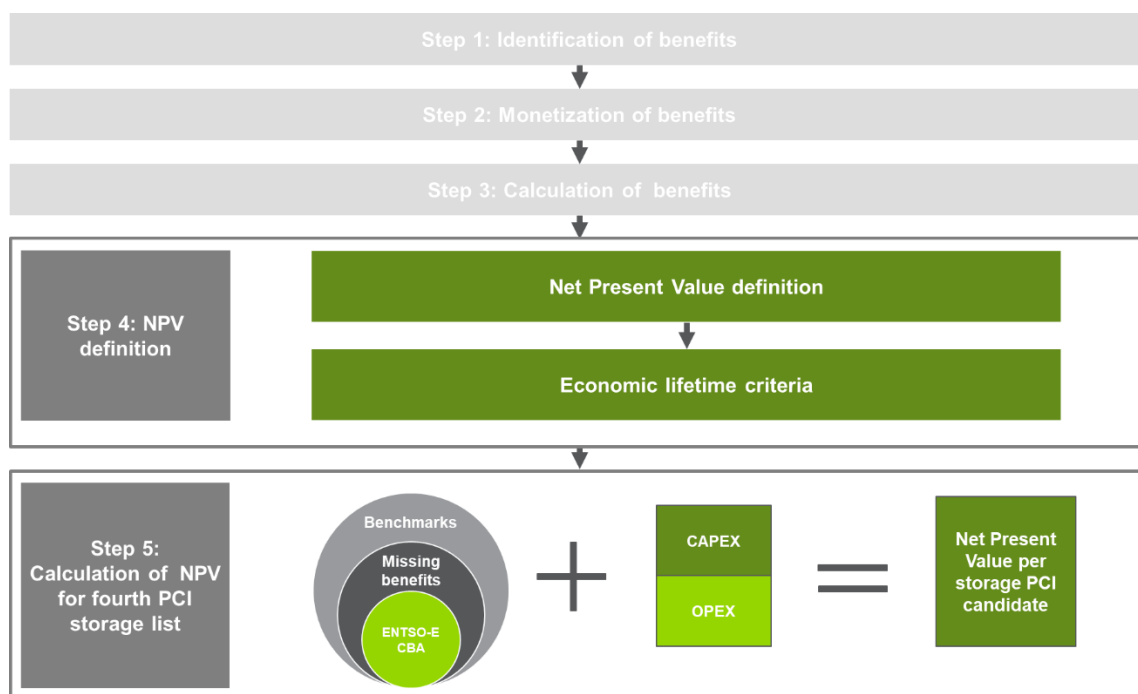 Step 1: Identification of benefits
Step 2: Monetization of benefits
Step 3: Calculation of benefits
Step 4: NPV
definition
Net Present Value definition
Economic lifetime criteria
Step 5:
Calculation of NPV
for fourth PCI
storage list
Benchmarks
Missing
benefits
ENTSO-E
CBA
+
CAPEX
OPEX
=
Net Present
Value per
storage PCI
candidate